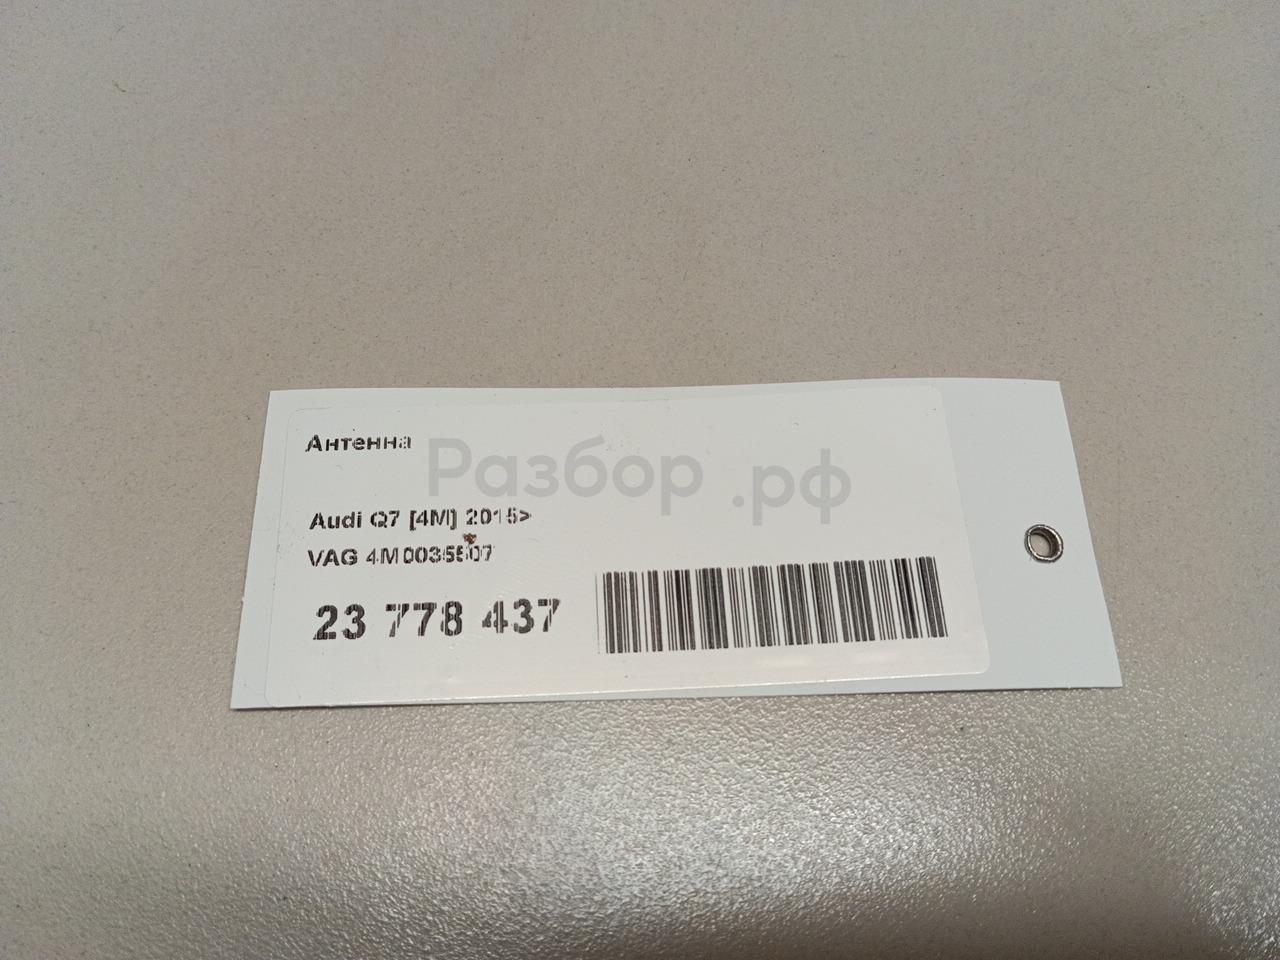 Антенна
Разбор .рф
Audi Q7 [4M] 2015>
VAG 4M0035507
23 778 437